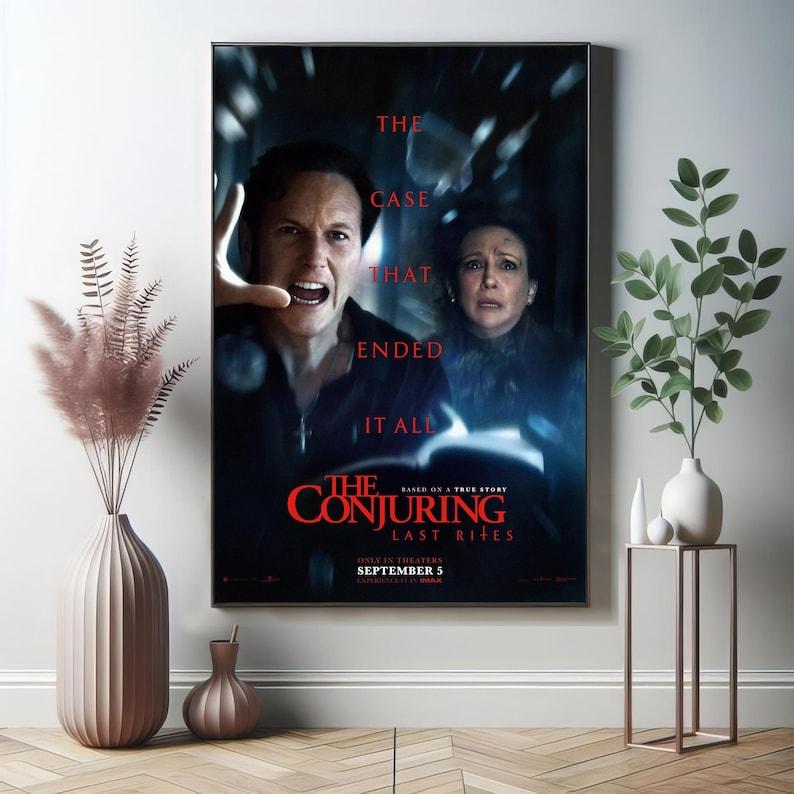 THE
CASE
THAT
ENDED
IT ALL
BASED ON A TRUE STORY
THE
CONJURING
LAST RITES
ONLY IN THEATERS
SEPTEMBER 5
EXPERIENCE IT IN IMAX